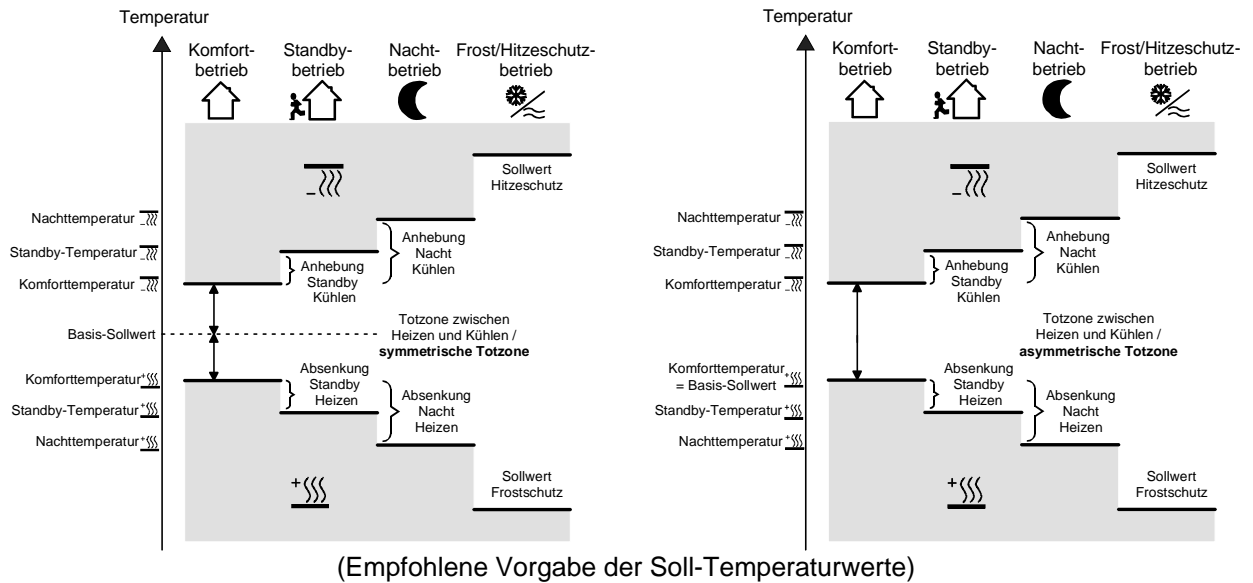 Temperatur
Komfort-
betrieb
Standby-
betrieb
Nacht-
betrieb
Frost/Hitzeschutz-
betrieb
Sollwert
Hitzeschutz
Nachttemperatur
Standby-Temperatur
Komforttemperatur
Anhebung
Standby
Kühlen
Anhebung
Nacht
Kühlen
Basis-Sollwert
Totzone zwischen
Heizen und Kühlen /
symmetrische Totzone
Komforttemperatur
Standby-Temperatur
Nachttemperatur
Absenkung
Standby
Heizen
Absenkung
Nacht
Heizen
Sollwert
Frostschutz
Temperatur
Komfort-
betrieb
Standby-
betrieb
Nacht-
betrieb
Frost/Hitzeschutz-
betrieb
Sollwert
Hitzeschutz
Nachttemperatur
Standby-Temperatur
Komforttemperatur
Anhebung
Standby
Kühlen
Anhebung
Nacht
Kühlen
Totzone zwischen
Heizen und Kühlen /
asymmetrische Totzone
Komforttemperatur
= Basis-Sollwert
Standby-Temperatur
Nachttemperatur
Absenkung
Standby
Heizen
Absenkung
Nacht
Heizen
Sollwert
Frostschutz
(Empfohlene Vorgabe der Soll-Temperaturwerte)